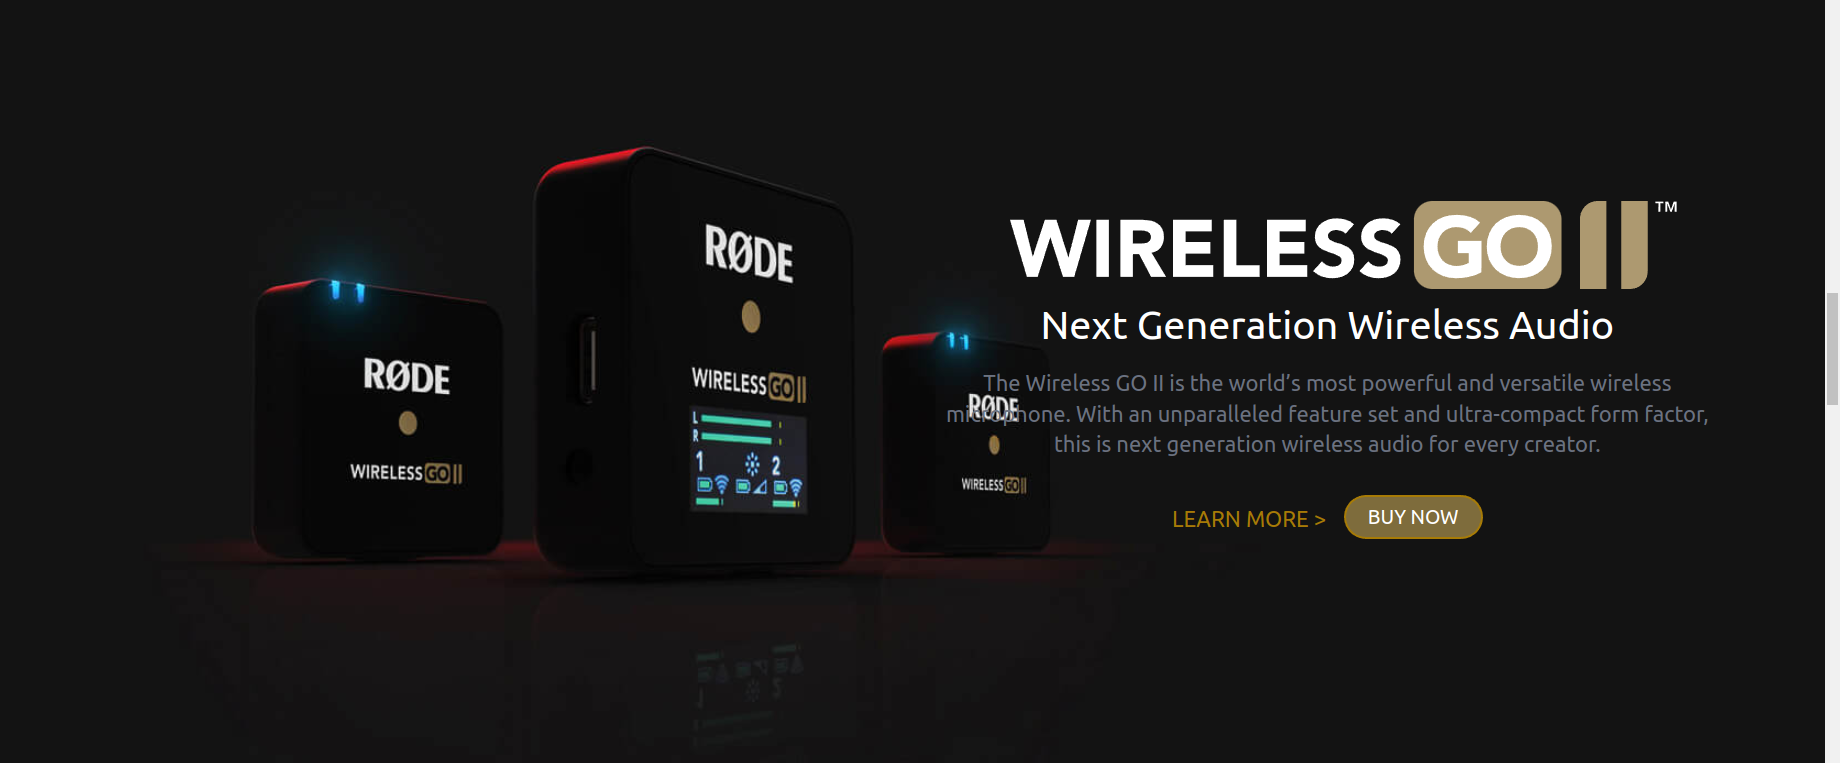 RØDE
WIRELESS GO II
RØDE
WIRELESS GO II
L
R
1 2
RØDE
WIRELESS GO II
WIRELESS GO II™
Next Generation Wireless Audio
The Wireless GO II is the world’s most powerful and versatile wireless
microphone. With an unparalleled feature set and ultra-compact form factor,
this is next generation wireless audio for every creator.
LEARN MORE > BUY NOW